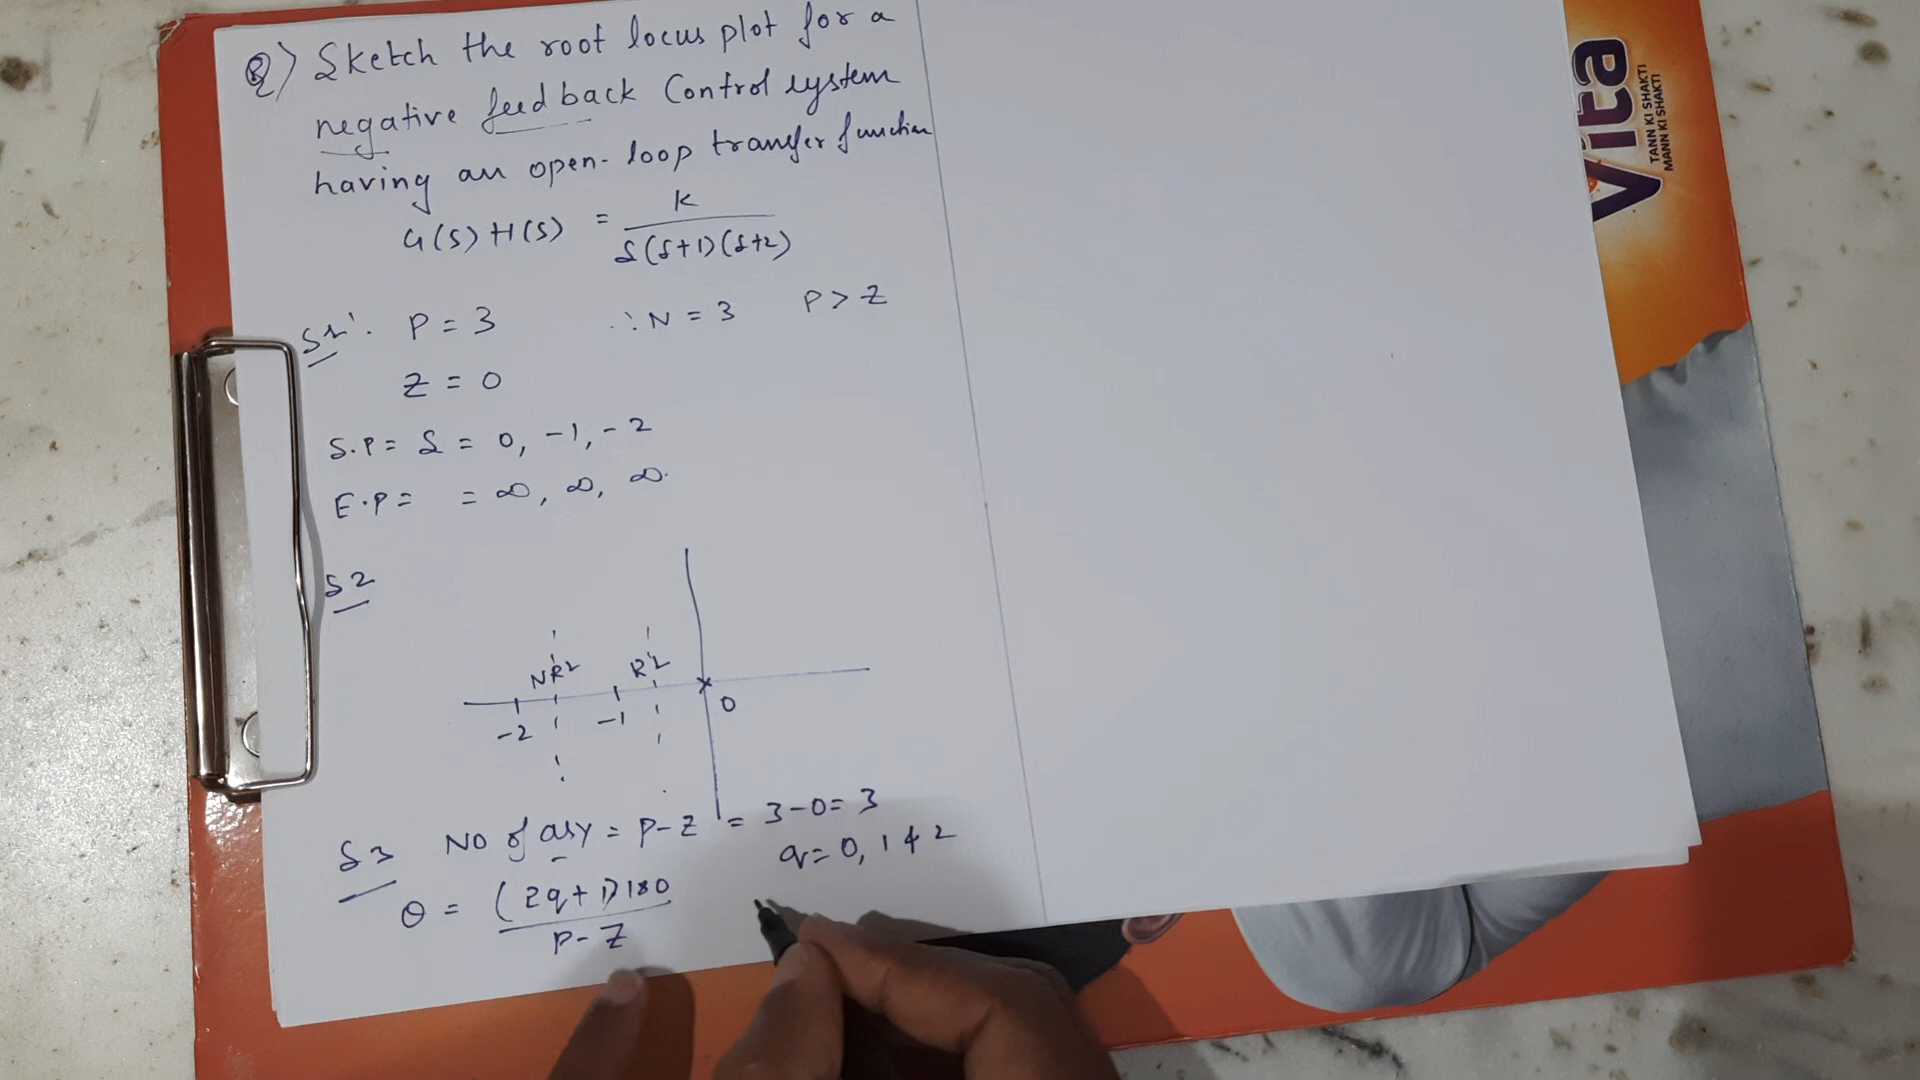 Q) Sketch the root locus plot for a
negative feedback Control system
having an open-loop transfer function
G(S) H(S) = K / S(S+1)(S+2)
S1: P = 3 ∴ N = 3 P > Z
Z = 0
S.P = S = 0, -1, -2
E.P = = ∞, ∞, ∞.
S2
NRL RL
-2 -1 0
S3 No of asy = P-Z = 3-0= 3
q= 0, 1 & 2
θ = (2q+1)180 / P-Z
Vita
TANN KI SHAKTI
MANN KI SHAKTI